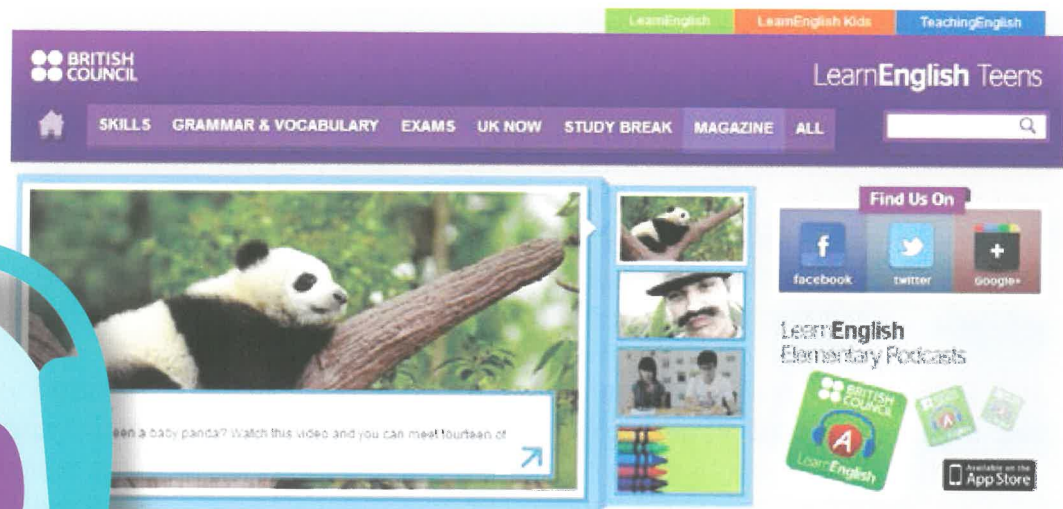 LearnEnglish
LearnEnglish Kids
TeachingEnglish
BRITISH
COUNCIL
LearnEnglish Teens
SKILLS GRAMMAR & VOCABULARY EXAMS UK NOW STUDY BREAK MAGAZINE ALL
Find Us On
facebook twitter Google+
een a baby panda? Watch this video and you can meet fourteen of
LearnEnglish
Elementary Podcasts
BRITISH
COUNCIL
A
LearnEnglish
Available on the
App Store